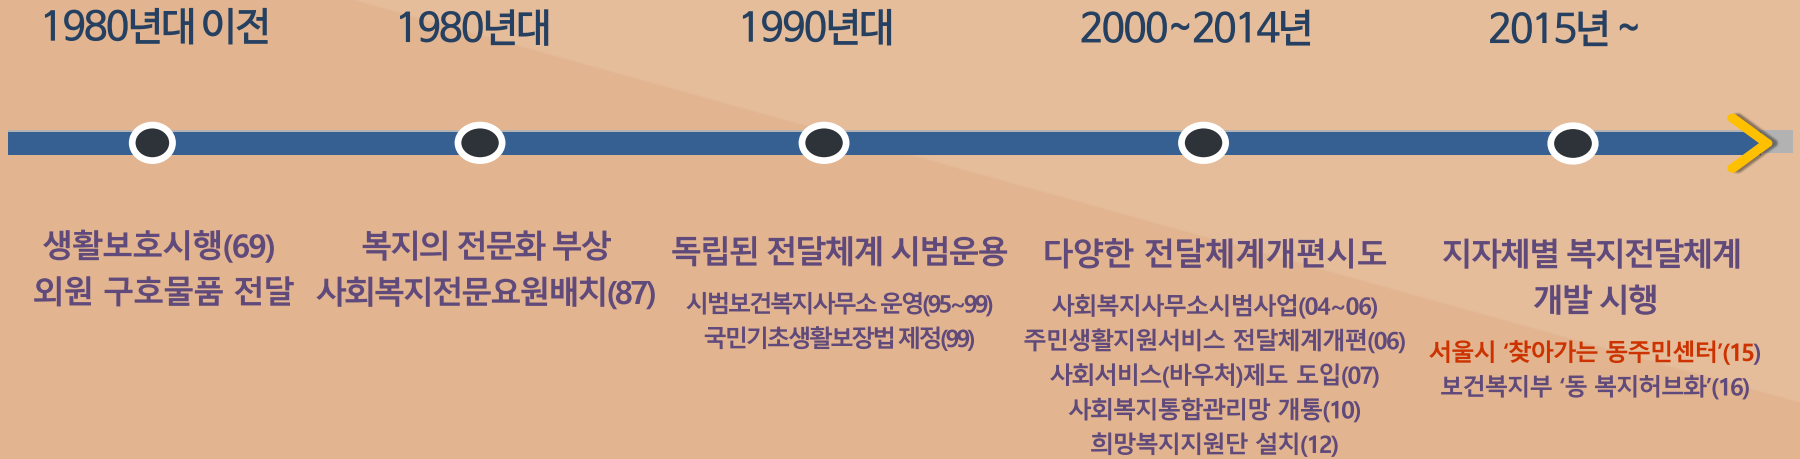 1980년대 이전
1980년대
1990년대
2000~2014년
2015년 ~
생활보호시행(69)
외원 구호물품 전달
복지의 전문화 부상
사회복지전문요원배치(87)
독립된 전달체계 시범운용
시범보건복지사무소 운영(95~99)
국민기초생활보장법 제정(99)
다양한 전달체계개편시도
사회복지사무소시범사업(04~06)
주민생활지원서비스 전달체계개편(06)
사회서비스(바우처)제도 도입(07)
사회복지통합관리망 개통(10)
희망복지지원단 설치(12)
지자체별 복지전달체계
개발 시행
서울시 ‘찾아가는 동주민센터’(15)
보건복지부 ‘동 복지허브화’(16)